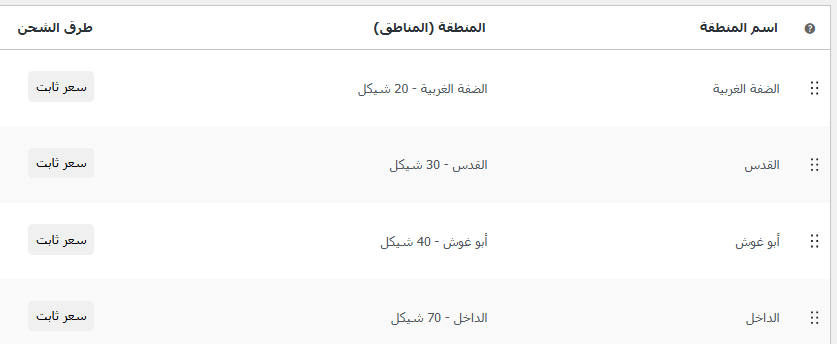 اسم المنطقة المنطقة (المناطق) طرق الشحن
الضفة الغربية الضفة الغربية - 20 شيكل سعر ثابت
القدس القدس - 30 شيكل سعر ثابت
أبو غوش أبو غوش - 40 شيكل سعر ثابت
الداخل الداخل - 70 شيكل سعر ثابت